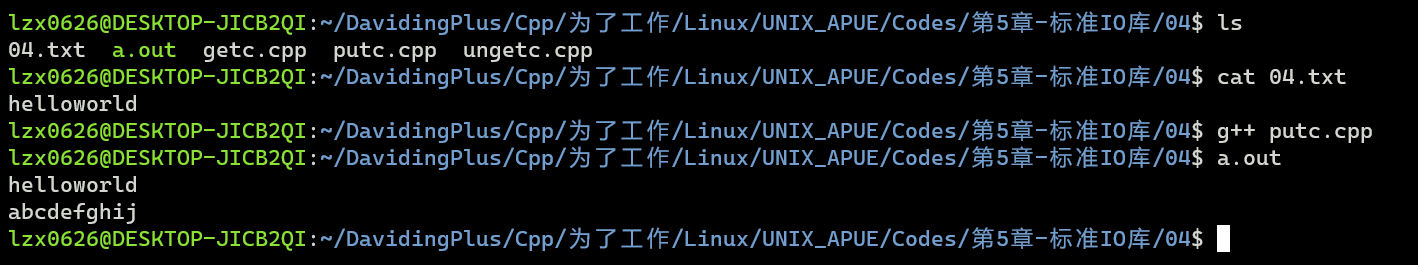 lzx0626@DESKTOP-JICB2QI:~/DavidingPlus/Cpp/为了工作/Linux/UNIX_APUE/Codes/第5章-标准IO库/04$ ls
04.txt  a.out  getc.cpp  putc.cpp  ungetc.cpp
lzx0626@DESKTOP-JICB2QI:~/DavidingPlus/Cpp/为了工作/Linux/UNIX_APUE/Codes/第5章-标准IO库/04$ cat 04.txt
helloworld
lzx0626@DESKTOP-JICB2QI:~/DavidingPlus/Cpp/为了工作/Linux/UNIX_APUE/Codes/第5章-标准IO库/04$ g++ putc.cpp
lzx0626@DESKTOP-JICB2QI:~/DavidingPlus/Cpp/为了工作/Linux/UNIX_APUE/Codes/第5章-标准IO库/04$ a.out
helloworld
abcdefghij
lzx0626@DESKTOP-JICB2QI:~/DavidingPlus/Cpp/为了工作/Linux/UNIX_APUE/Codes/第5章-标准IO库/04$